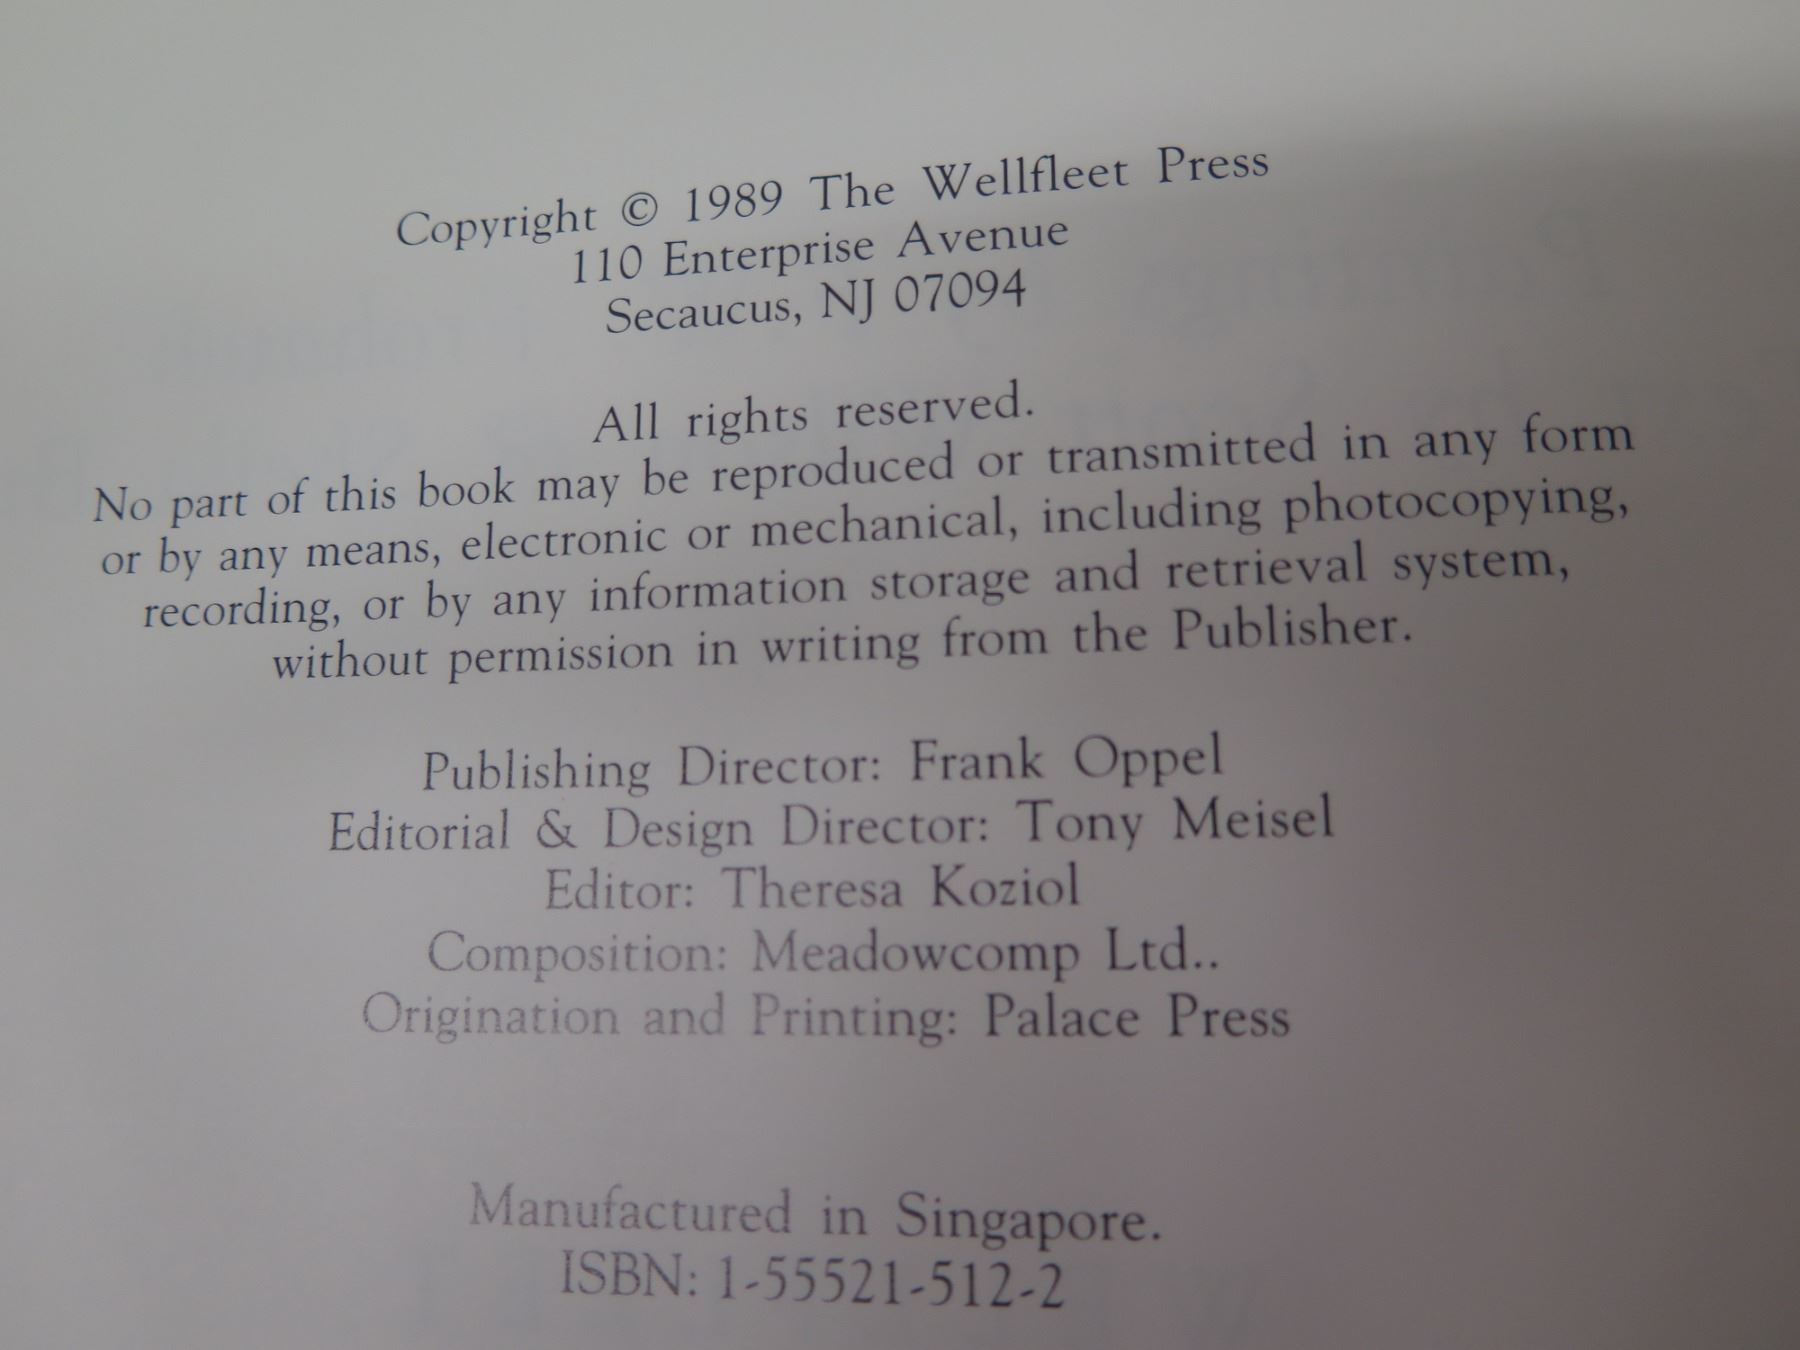 Copyright © 1989 The Wellfleet Press
110 Enterprise Avenue
Secaucus, NJ 07094
All rights reserved.
No part of this book may be reproduced or transmitted in any form
or by any means, electronic or mechanical, including photocopying,
recording, or by any information storage and retrieval system,
without permission in writing from the Publisher.
Publishing Director: Frank Oppel
Editorial & Design Director: Tony Meisel
Editor: Theresa Koziol
Composition: Meadowcomp Ltd..
Origination and Printing: Palace Press
Manufactured in Singapore.
ISBN: 1-55521-512-2